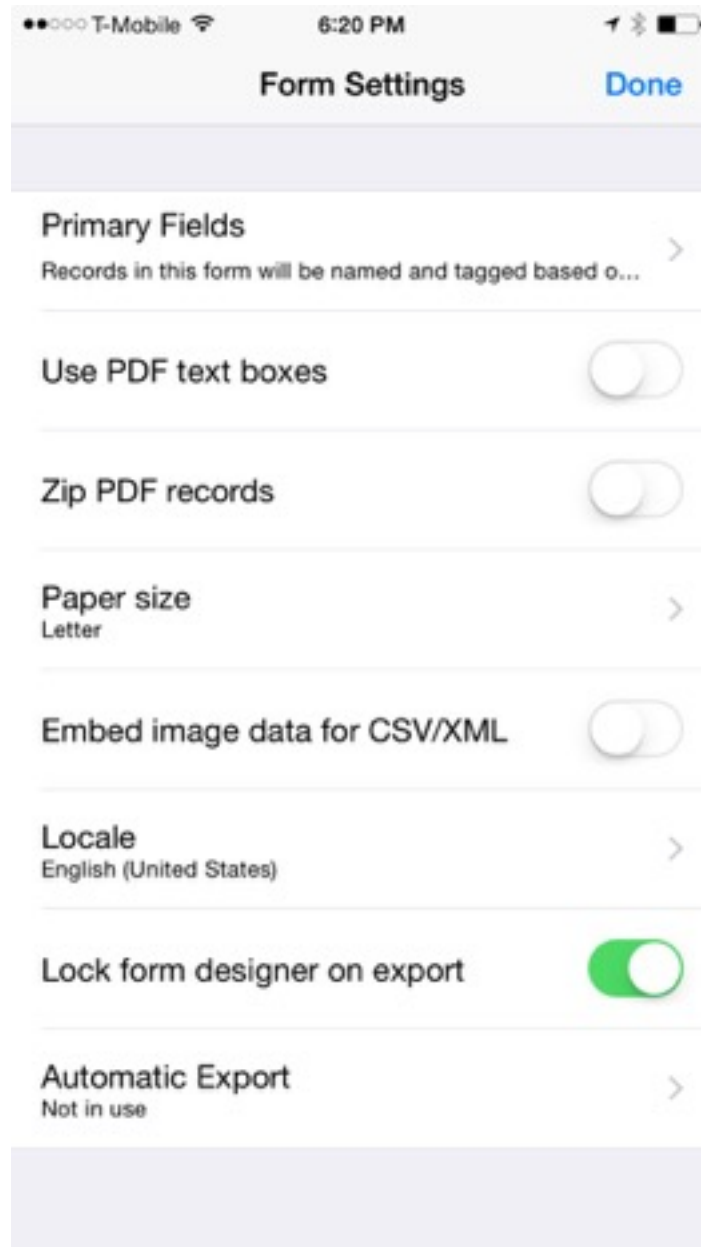 T-Mobile 6:20 PM
Form Settings Done
Primary Fields
Records in this form will be named and tagged based o...
Use PDF text boxes
Zip PDF records
Paper size
Letter
Embed image data for CSV/XML
Locale
English (United States)
Lock form designer on export
Automatic Export
Not in use